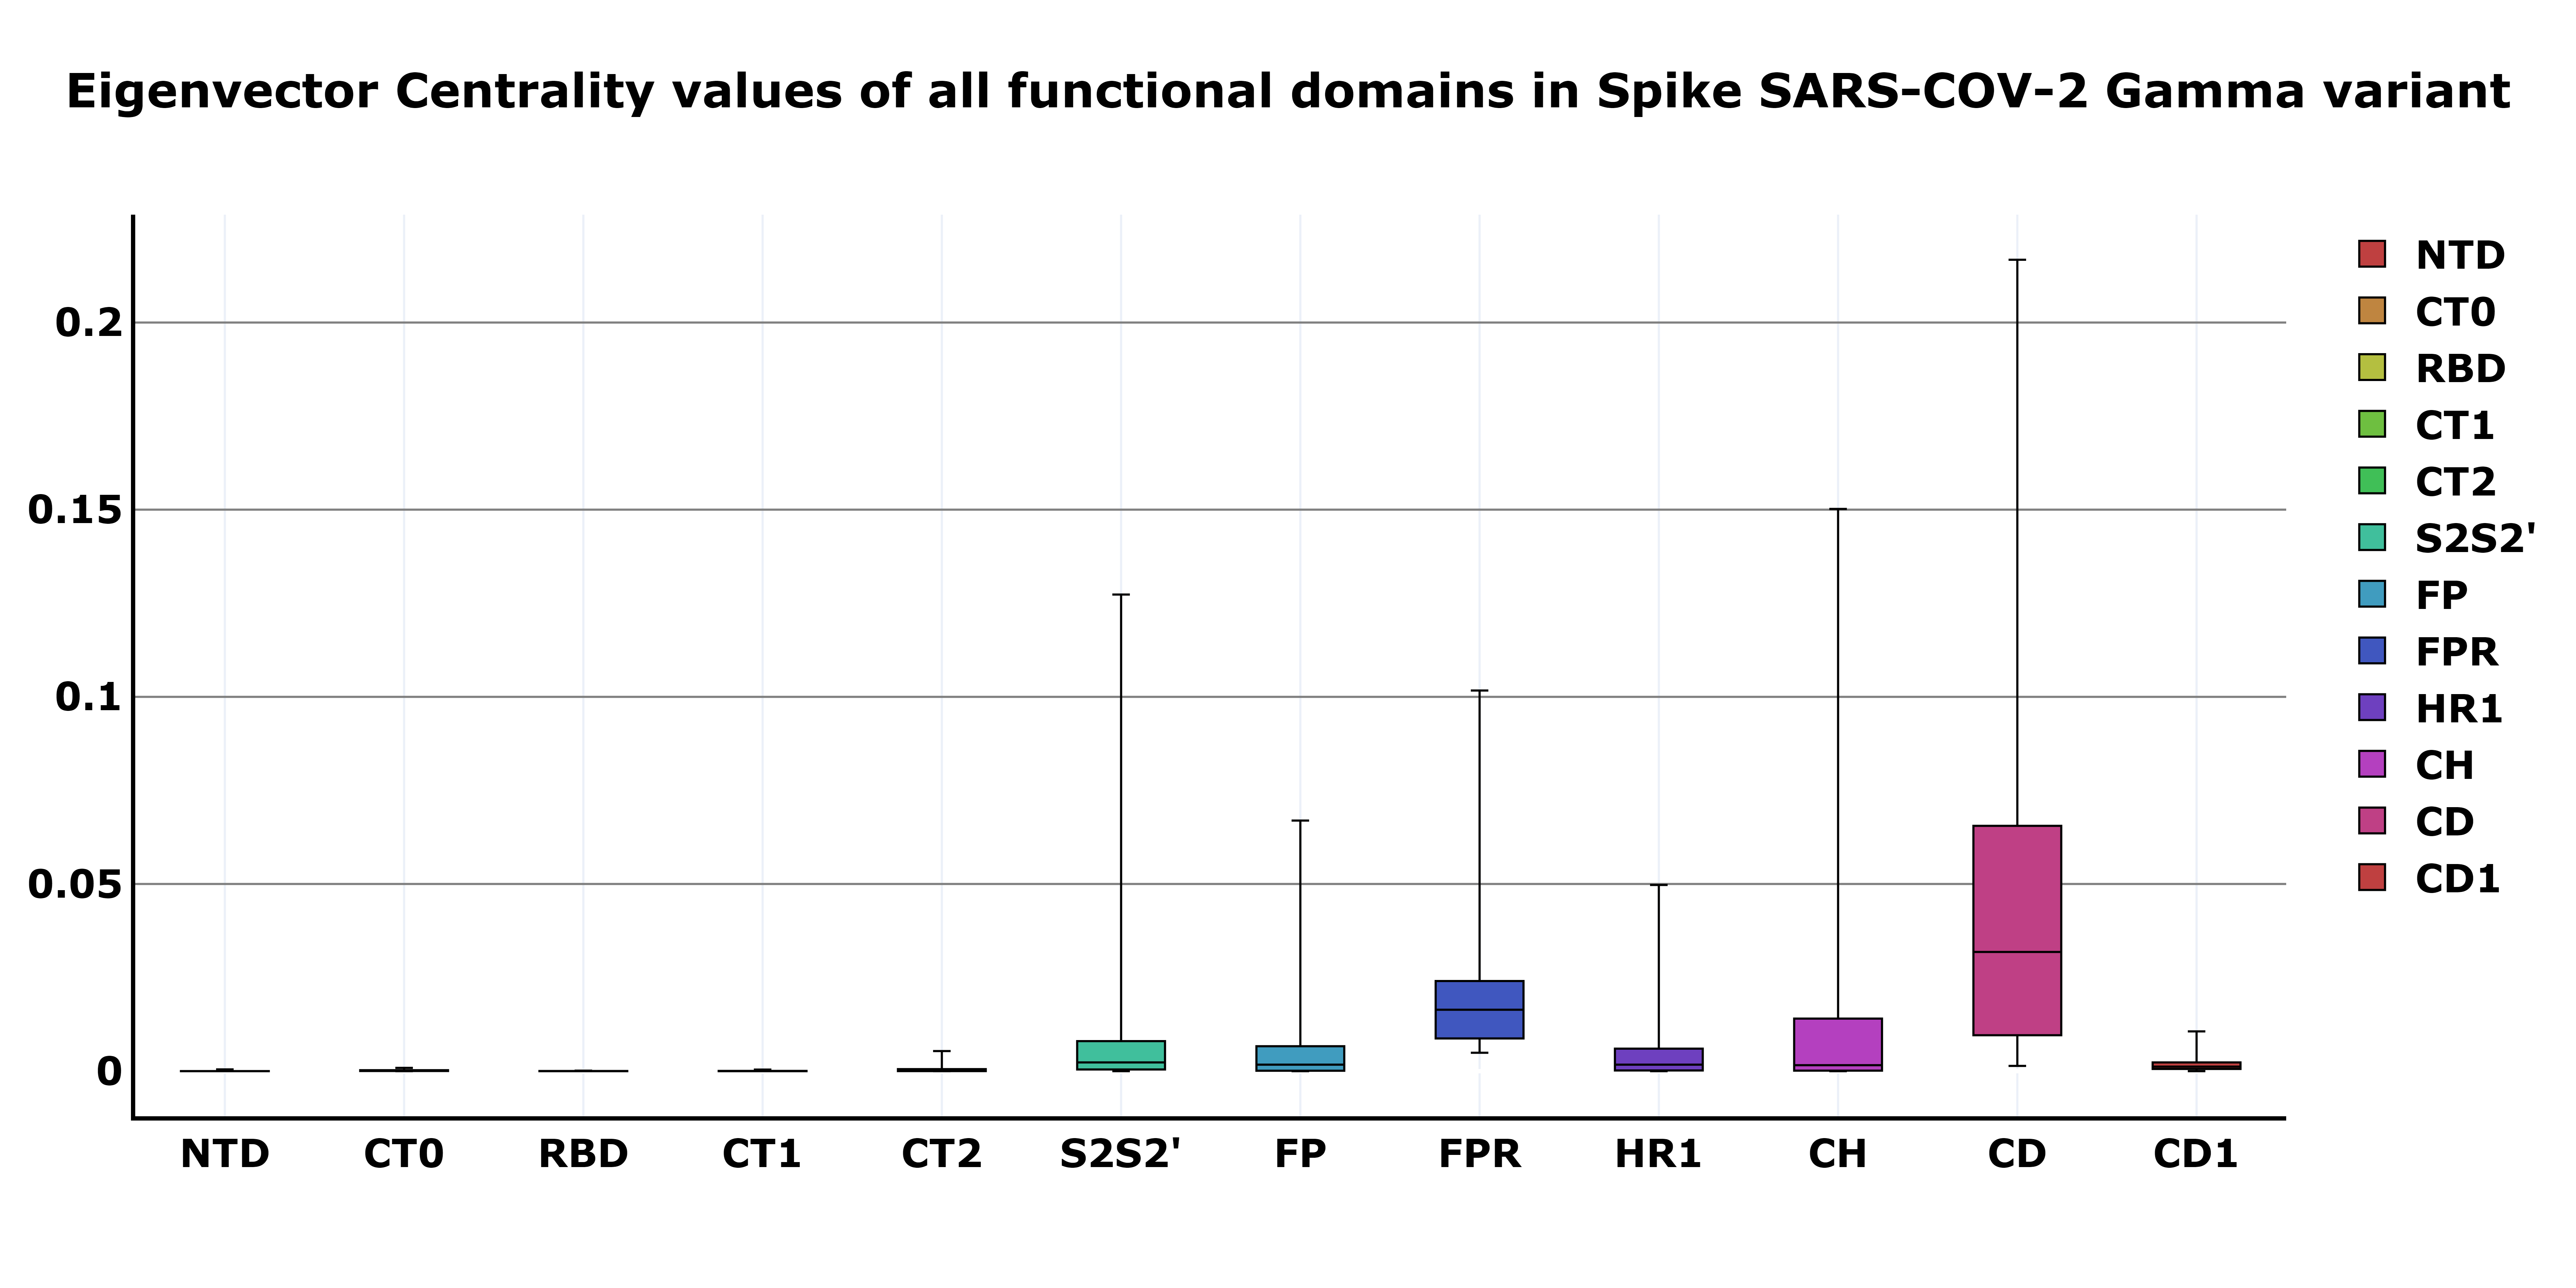 Eigenvector Centrality values of all functional domains in Spike SARS-COV-2 Gamma variant
0.2
0.15
0.1
0.05
0
NTD
CT0
RBD
CT1
CT2
S2S2'
FP
FPR
HR1
CH
CD
CD1
NTD
CT0
RBD
CT1
CT2
S2S2'
FP
FPR
HR1
CH
CD
CD1